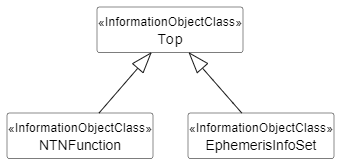 «InformationObjectClass»
Top
«InformationObjectClass»
NTNFunction
«InformationObjectClass»
EphemerisInfoSet